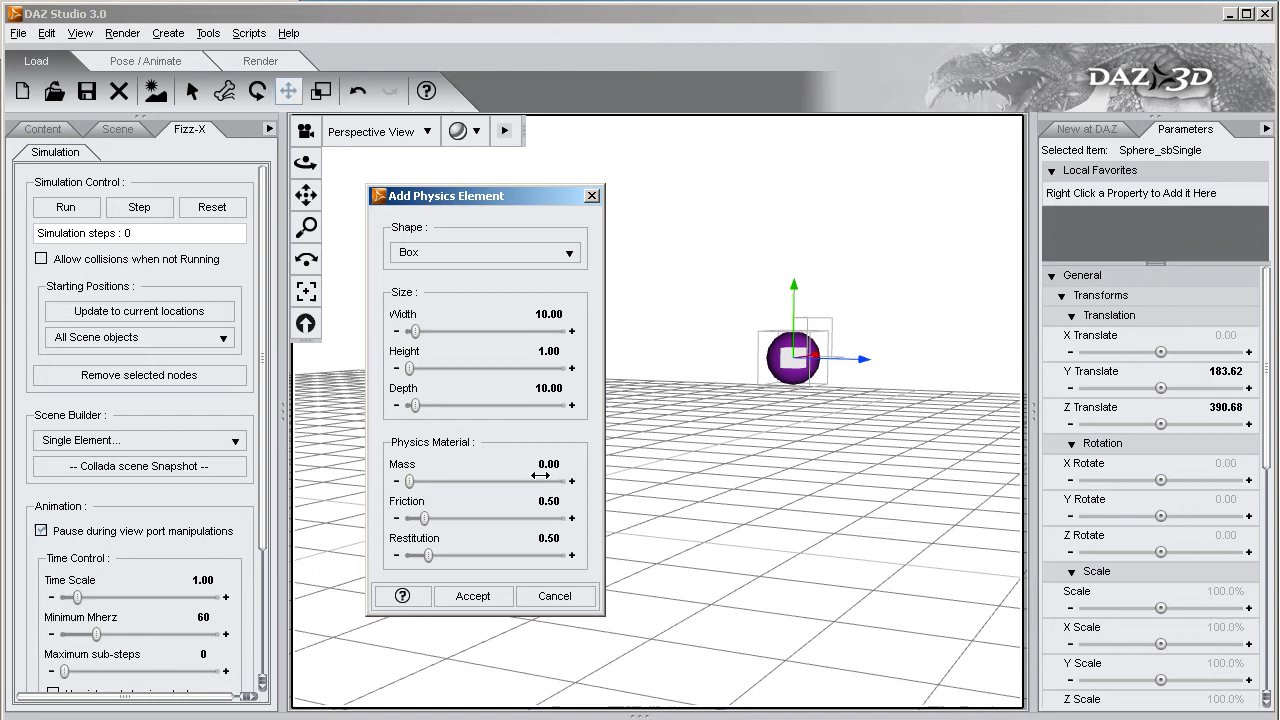 DAZ Studio 3.0
File Edit View Render Create Tools Scripts Help
Load Pose / Animate Render
DAZ 3D
Content Scene Fizz-X
Simulation
Simulation Control :
Run Step Reset
Simulation steps : 0
Allow collisions when not Running
Starting Positions :
Update to current locations
All Scene projects
Reset selected nodes
Scene Builder :
Single Element...
-- Collada scene Snapshot --
Animation :
Pause during view port manipulations
Time Control :
Time Scale 1.00
Minimum Mherz 60
Maximum sub-steps 0
Perspective View
Add Physics Element
Shape :
Box
Size :
Width 10.00
Height 1.00
Depth 10.00
Physics Material :
Mass 0.00
Friction 0.50
Restitution 0.50
Accept Cancel
New at DAZ Parameters
Selected Item: Sphere_sbSingle
Local Favorites
Right Click Property to Add it Here
General
Transforms
Translation
X Translate 0.00
Y Translate 183.62
Z Translate 390.68
Rotation
X Rotate 0.00
Y Rotate 0.00
Z Rotate 0.00
Scale
Scale 100.0%
X Scale 100.0%
Y Scale 100.0%
Z Scale 100.0%